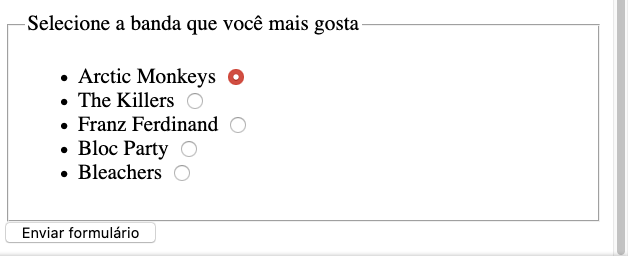 Selecione a banda que você mais gosta
Arctic Monkeys
The Killers
Franz Ferdinand
Bloc Party
Bleachers
Enviar formulário